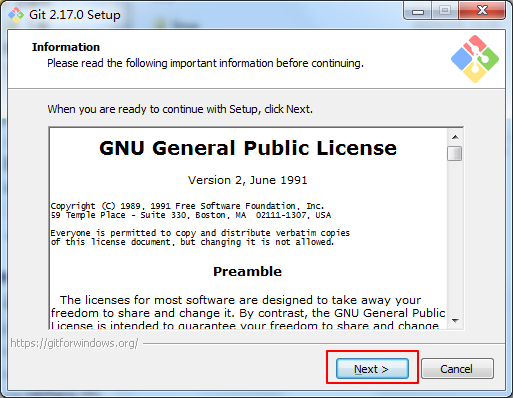 Git 2.17.0 Setup
Information
Please read the following important information before continuing.
When you are ready to continue with Setup, click Next.
GNU General Public License
Version 2, June 1991
Copyright (C) 1989, 1991 Free Software Foundation, Inc.
59 Temple Place - Suite 330, Boston, MA  02111-1307, USA
Everyone is permitted to copy and distribute verbatim copies
of this license document, but changing it is not allowed.
Preamble
The licenses for most software are designed to take away your
freedom to share and change it. By contrast, the GNU General Public
License is intended to guarantee your freedom to share and change
https://gitforwindows.org/
Next >
Cancel